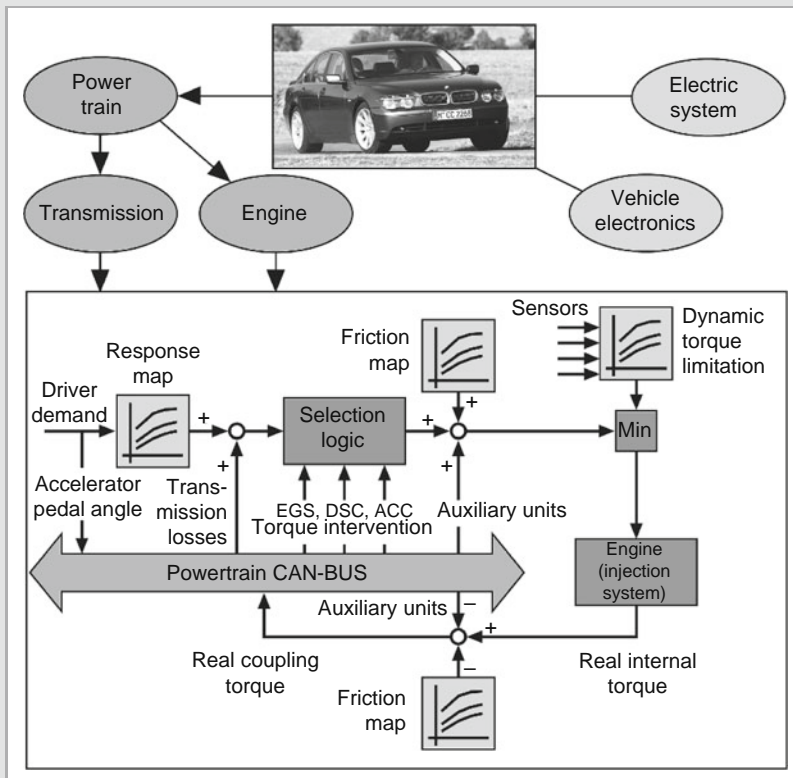 Power
train
Electric
system
Transmission
Engine
Vehicle
electronics
Sensors
Dynamic
torque
limitation
Friction
map
Response
map
Driver
demand
+
Selection
logic
+
+
Min
+
+
Accelerator
pedal angle
Trans-
mission
losses
EGS, DSC, ACC
Torque intervention
Auxiliary units
Engine
(injection
system)
Powertrain CAN-BUS
Auxiliary units
–
+
–
Real coupling
torque
Real internal
torque
Friction
map